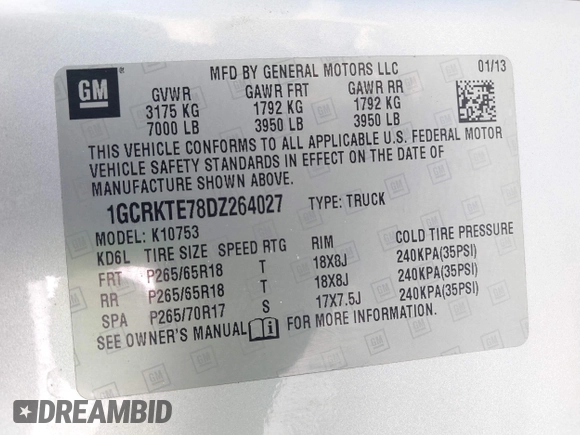 GM
MFD BY GENERAL MOTORS LLC 01/13
GVWR GAWR FRT GAWR RR
3175 KG 1792 KG 1792 KG
7000 LB 3950 LB 3950 LB
THIS VEHICLE CONFORMS TO ALL APPLICABLE U.S. FEDERAL MOTOR
VEHICLE SAFETY STANDARDS IN EFFECT ON THE DATE OF
MANUFACTURE SHOWN ABOVE.
1GCRKTE78DZ264027 TYPE: TRUCK
MODEL: K10753
KD6L TIRE SIZE SPEED RTG RIM COLD TIRE PRESSURE
FRT P265/65R18 T 18X8J 240KPA(35PSI)
RR P265/65R18 T 18X8J 240KPA(35PSI)
SPA P265/70R17 S 17X7.5J 240KPA(35PSI)
SEE OWNER'S MANUAL FOR MORE INFORMATION.
DREAMBID